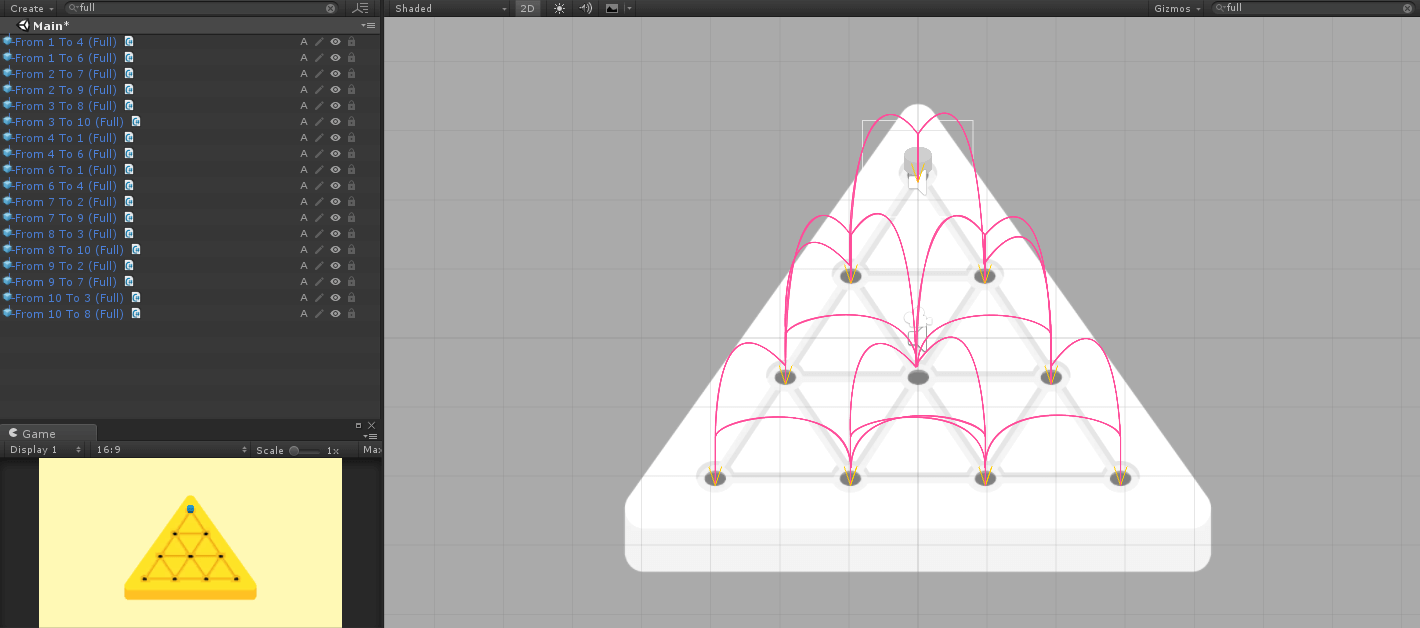 Create full
Main*
From 1 To 4 (Full) A
From 1 To 6 (Full) A
From 2 To 7 (Full) A
From 2 To 9 (Full) A
From 3 To 8 (Full) A
From 3 To 10 (Full) A
From 4 To 1 (Full) A
From 4 To 6 (Full) A
From 6 To 1 (Full) A
From 6 To 4 (Full) A
From 7 To 2 (Full) A
From 7 To 9 (Full) A
From 8 To 3 (Full) A
From 8 To 10 (Full) A
From 9 To 2 (Full) A
From 9 To 7 (Full) A
From 10 To 3 (Full) A
From 10 To 8 (Full) A
Game
Display 1 16:9 Scale 1x Max
Shaded 2D Gizmos full